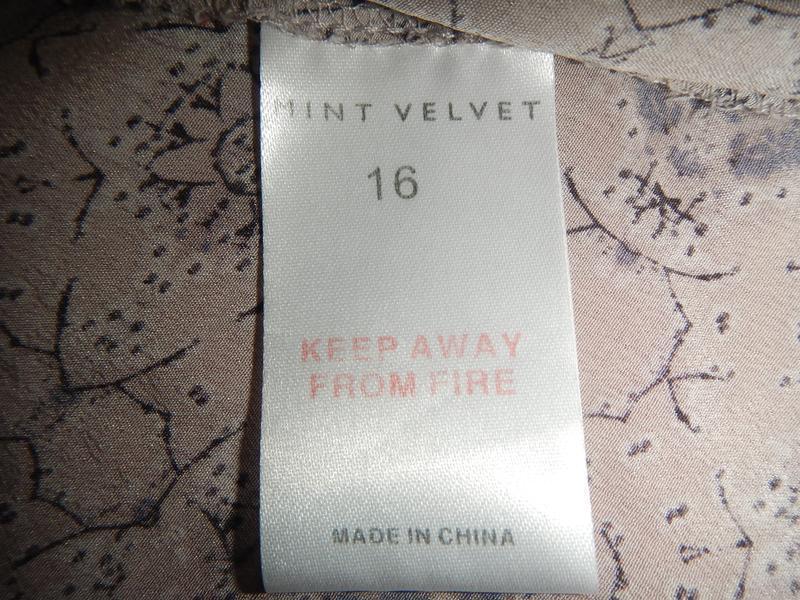 MINT VELVET
16
KEEP AWAY
FROM FIRE
MADE IN CHINA